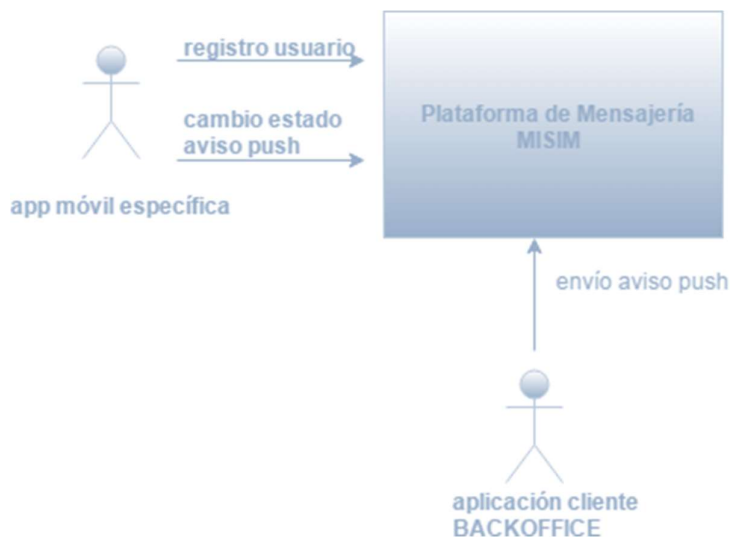 registro usuario
cambio estado
aviso push
app móvil específica
Plataforma de Mensajería
MISIM
envío aviso push
aplicación cliente
BACKOFFICE